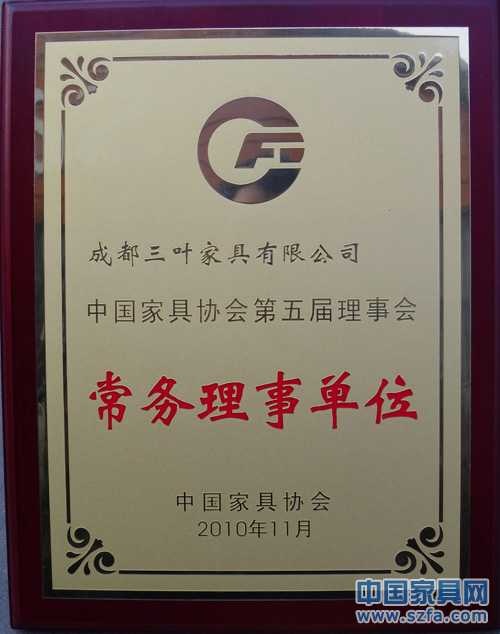 成都三叶家具有限公司
中国家具协会第五届理事会
常务理事单位
中国家具协会
2010年11月
中国家具网
www.szfa.com